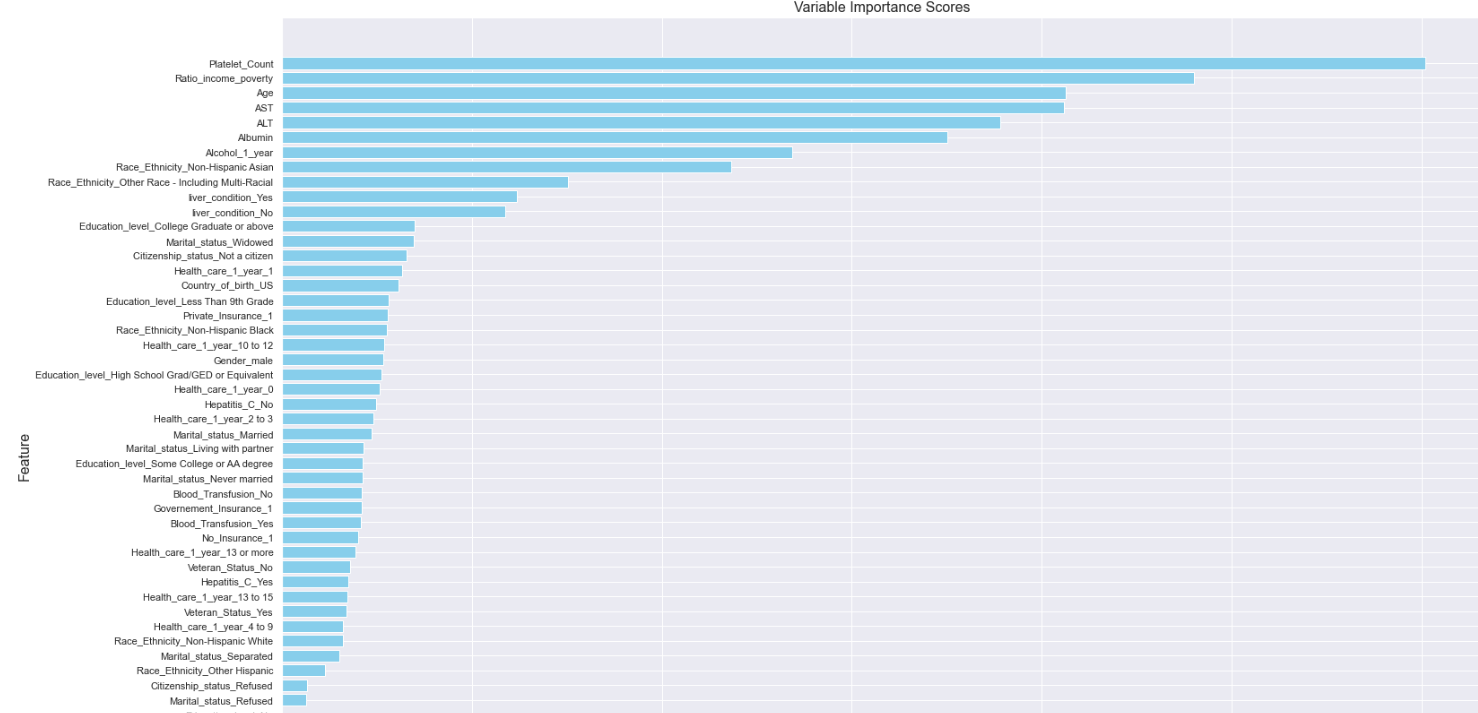 Variable Importance Scores
Platelet_Count
Ratio_income_poverty
Age
AST
ALT
Albumin
Alcohol_1_year
Race_Ethnicity_Non-Hispanic Asian
Race_Ethnicity_Other Race - Including Multi-Racial
liver_condition_Yes
liver_condition_No
Education_level_College Graduate or above
Marital_status_Widowed
Citizenship_status_Not a citizen
Health_care_1_year_1
Country_of_birth_US
Education_level_Less Than 9th Grade
Private_Insurance_1
Race_Ethnicity_Non-Hispanic Black
Health_care_1_year_10 to 12
Gender_male
Education_level_High School Grad/GED or Equivalent
Health_care_1_year_0
Hepatitis_C_No
Health_care_1_year_2 to 3
Marital_status_Married
Marital_status_Living with partner
Education_level_Some College or AA degree
Marital_status_Never married
Blood_Transfusion_No
Governement_Insurance_1
Blood_Transfusion_Yes
No_Insurance_1
Health_care_1_year_13 or more
Veteran_Status_No
Hepatitis_C_Yes
Health_care_1_year_13 to 15
Veteran_Status_Yes
Health_care_1_year_4 to 9
Race_Ethnicity_Non-Hispanic White
Marital_status_Separated
Race_Ethnicity_Other Hispanic
Citizenship_status_Refused
Marital_status_Refused
Feature